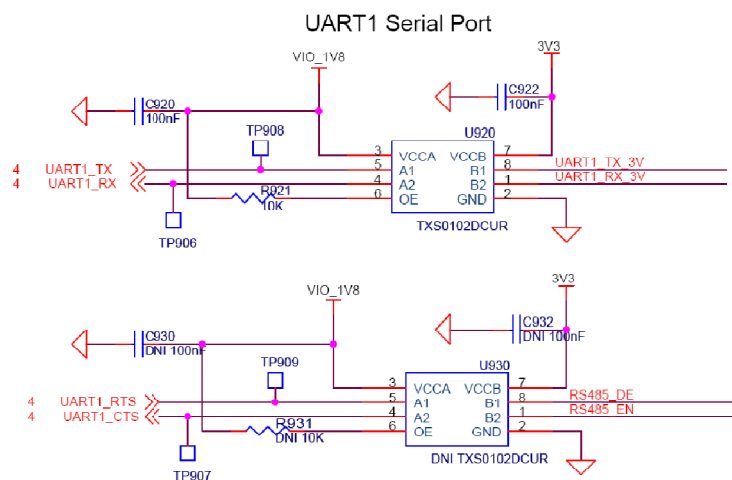 UART1 Serial Port
VIO_1V8
3V3
C920
100nF
C922
100nF
TP908
U920
3 VCCA VCCB 7
4 UART1_TX 5 A1 B1 8 UART1_TX_3V
4 UART1_RX 4 A2 B2 1 UART1_RX_3V
R921 6 OE GND 2
10K
TP906
TXS0102DCUR
VIO_1V8
3V3
C930
DNI 100nF
C932
DNI 100nF
TP909
U930
3 VCCA VCCB 7
4 UART1_RTS 5 A1 B1 8 RS485_DE
4 UART1_CTS 4 A2 B2 1 RS485_EN
R931 6 OE GND 2
DNI 10K
TP907
DNI TXS0102DCUR